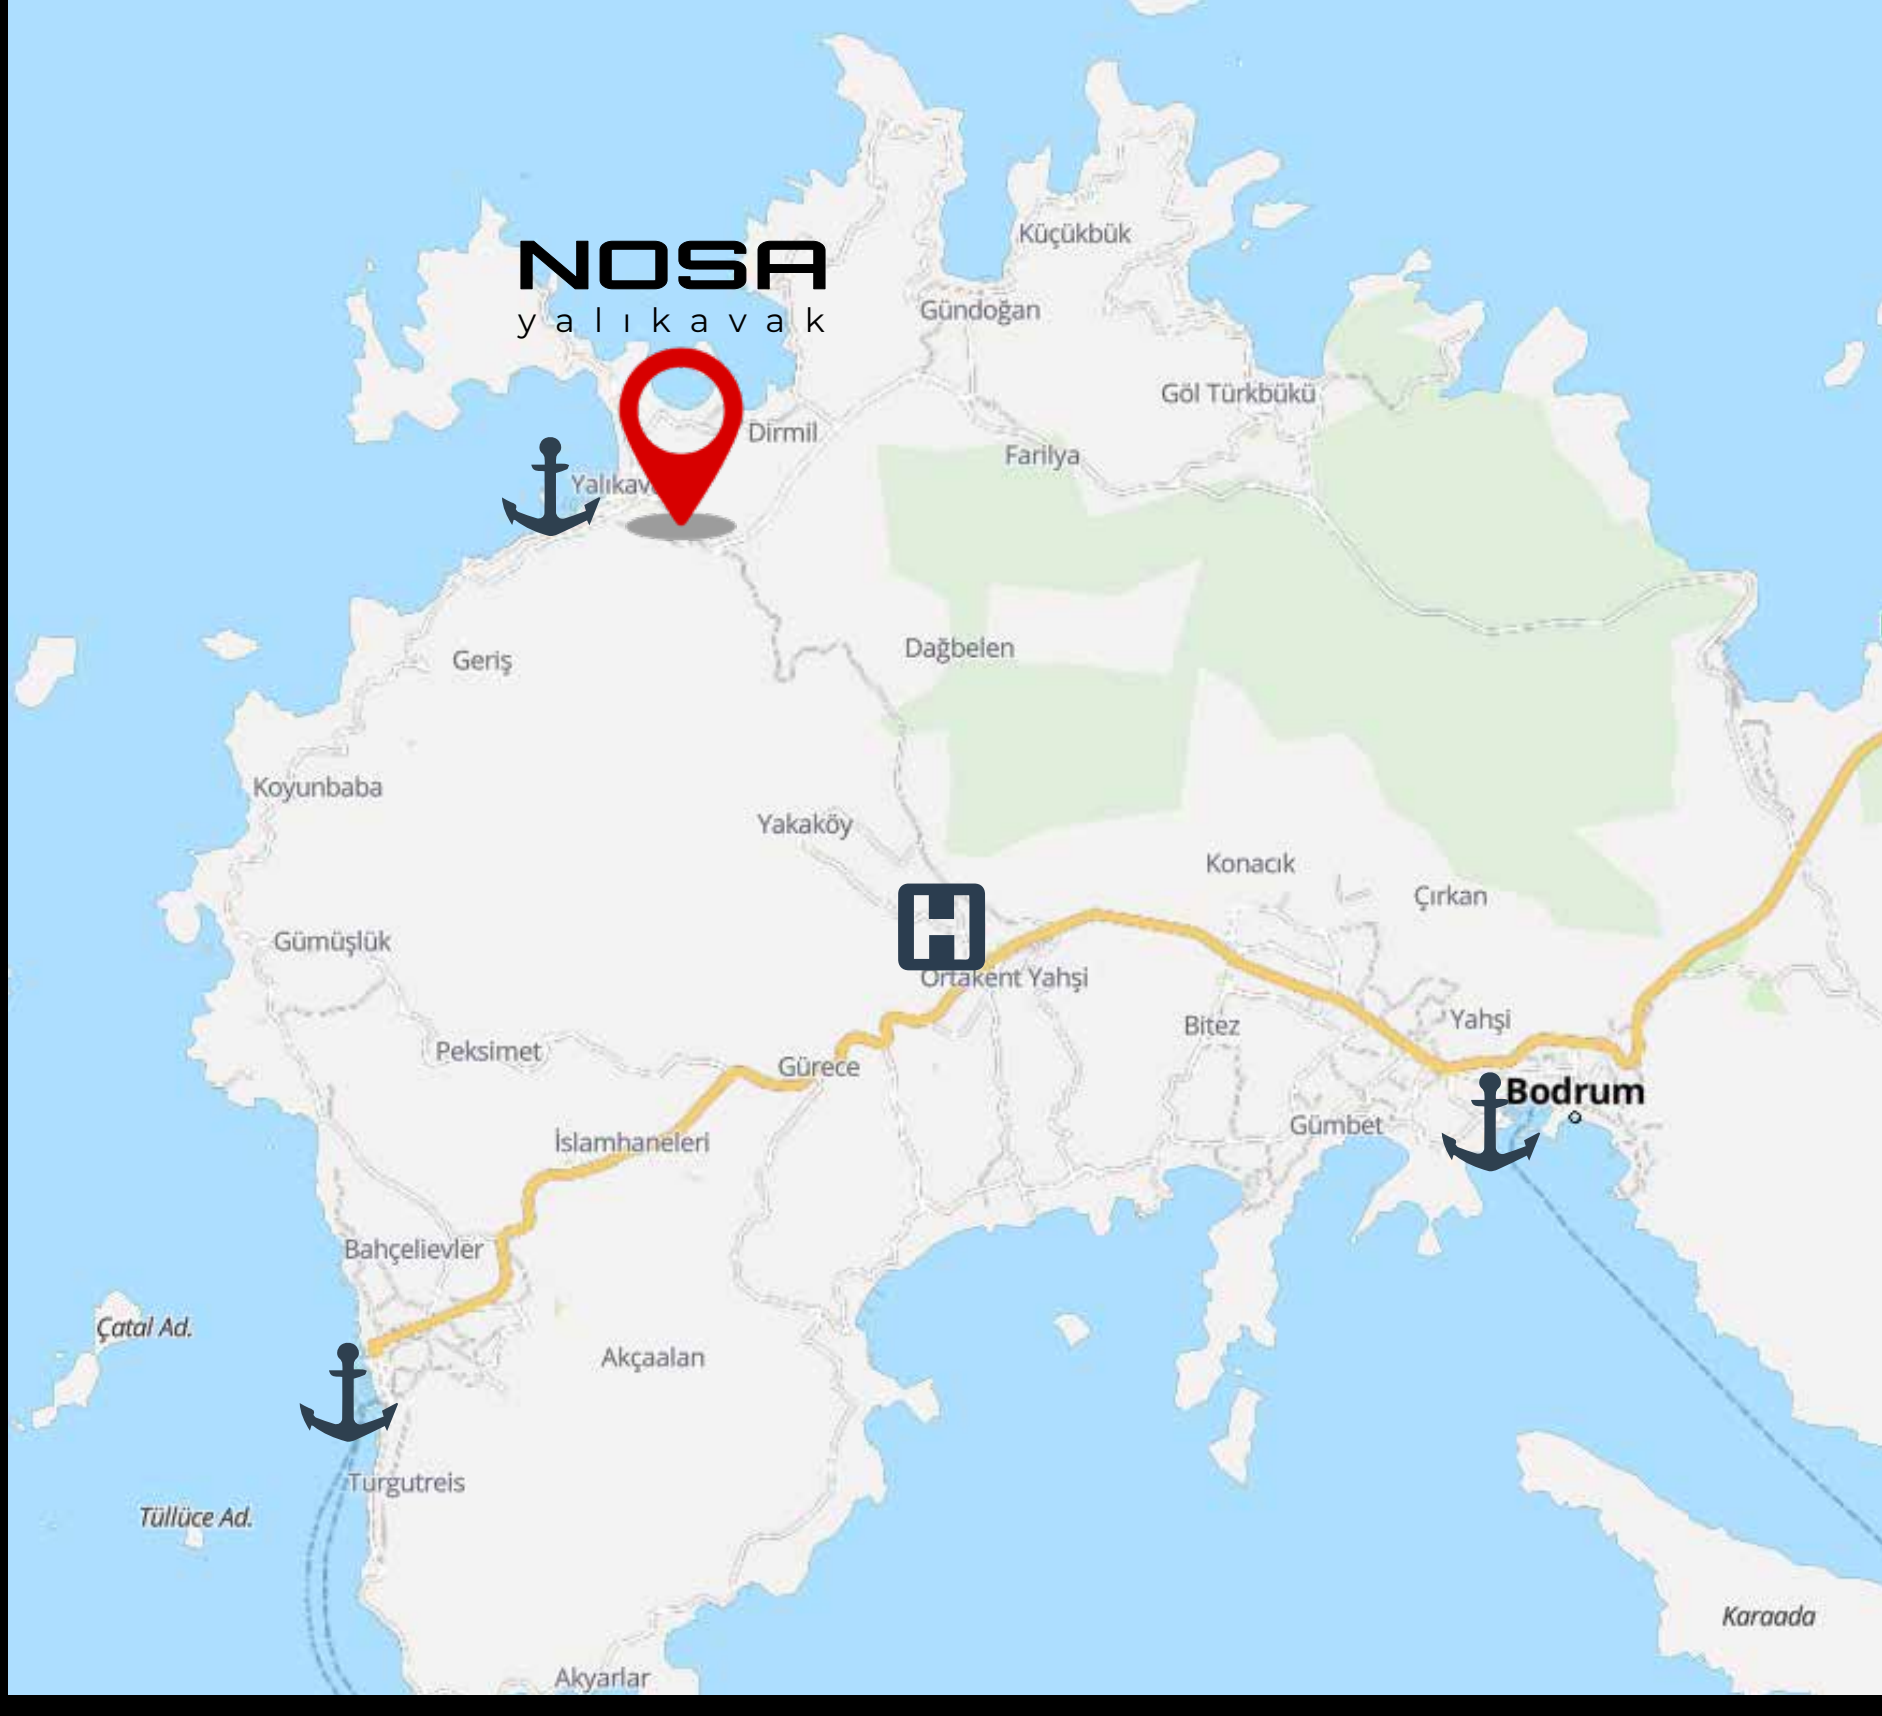 Küçükbük
NOSA
yalıkavak
Gündoğan
Göl Türkbükü
Dirmil
Farilya
Dağbelen
Geriş
Koyunbaba
Yakaköy
Konacık
Çırkan
H
Gümüşlük
Ortakent Yahşi
Yahşi
Bitez
Peksimet
Gürece
Bodrum
Gümbet
İslamhaneleri
Bahçelievler
Çatal Ad.
Akçaalan
Turgutreis
Tüllüce Ad.
Karaada
Akyarlar